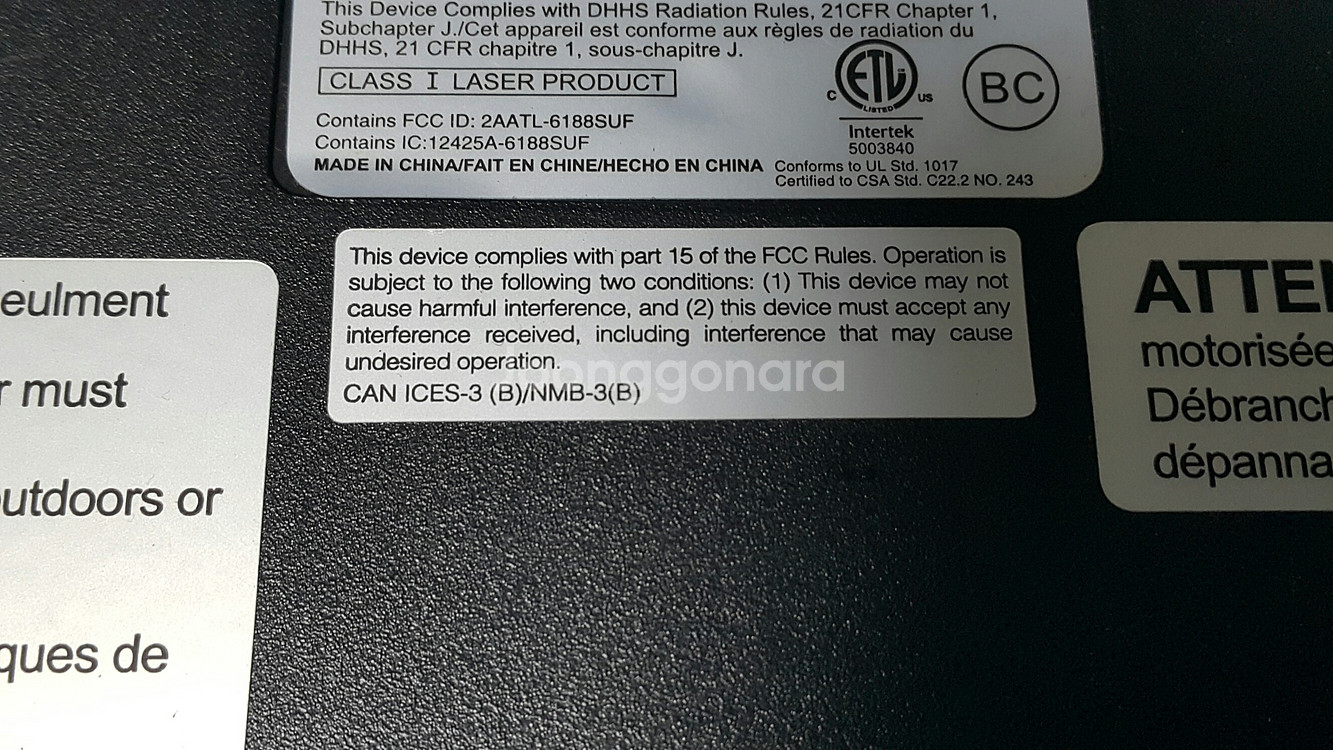 This Device Complies with DHHS Radiation Rules, 21CFR Chapter 1,
Subchapter J./Cet appareil est conforme aux règles de radiation du
DHHS, 21 CFR chapitre 1, sous-chapitre J.
CLASS I LASER PRODUCT
Contains FCC ID: 2AATL-6188SUF
Contains IC:12425A-6188SUF
MADE IN CHINA/FAIT EN CHINE/HECHO EN CHINA
ETL
C US
LISTED
Intertek
5003840
Conforms to UL Std. 1017
Certified to CSA Std. C22.2 NO. 243
BC
This device complies with part 15 of the FCC Rules. Operation is
subject to the following two conditions: (1) This device may not
cause harmful interference, and (2) this device must accept any
interference received, including interference that may cause
undesired operation.
CAN ICES-3 (B)/NMB-3(B)
eulment
r must
outdoors or
ques de
ATTE
motorisée
Débranch
dépanna